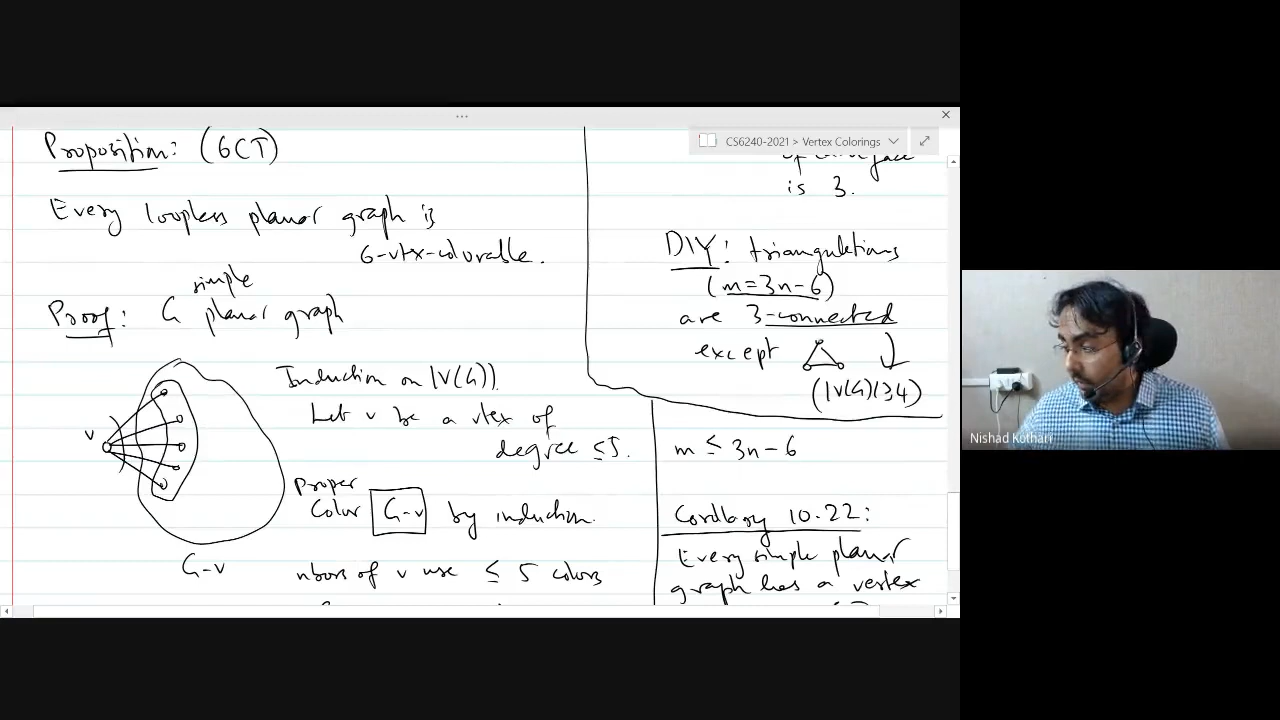 CS6240-2021 > Vertex Colorings
Proposition: (6CT)
Every loopless planar graph is
6-vtx-colorable.
Proof: G simple planar graph
Induction on |V(G)|.
Let v be a vtex of
degree ≤5.
v
Proper
Color G-v by induction.
G-v
nbors of v use ≤ 5 colors
is 3.
DIY: triangulations
(m=3n-6)
are 3-connected
except
(|V(G)|≥4)
m ≤ 3n-6
Corollary 10.22:
Every simple planar
graph has a vertex
Nishad Kothari